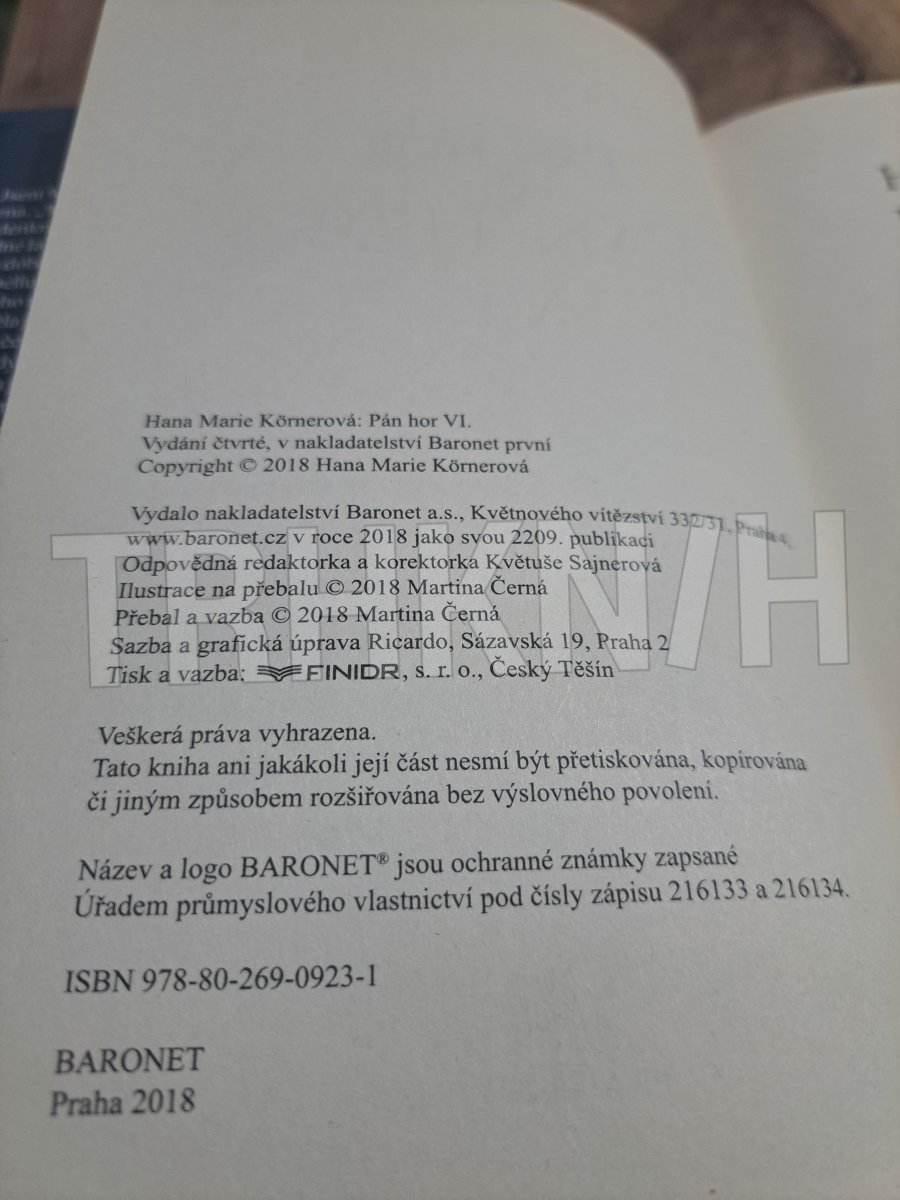 Hana Marie Körnerová: Pán hor VI.
Vydání čtvrté, v nakladatelství Baronet první
Copyright © 2018 Hana Marie Körnerová
Vydalo nakladatelství Baronet a.s., Květnového vítězství 332/31, Praha 4,
www.baronet.cz v roce 2018 jako svou 2209. publikaci
Odpovědná redaktorka a korektorka Květuše Sajnerová
Ilustrace na přebalu © 2018 Martina Černá
Přebal a vazba © 2018 Martina Černá
Sazba a grafická úprava Ricardo, Sázavská 19, Praha 2
Tisk a vazba: FINIDR, s. r. o., Český Těšín
Veškerá práva vyhrazena.
Tato kniha ani jakákoli její část nesmí být přetiskována, kopírována
či jiným způsobem rozšiřována bez výslovného povolení.
Název a logo BARONET® jsou ochranné známky zapsané
Úřadem průmyslového vlastnictví pod čísly zápisu 216133 a 216134.
ISBN 978-80-269-0923-1
BARONET
Praha 2018